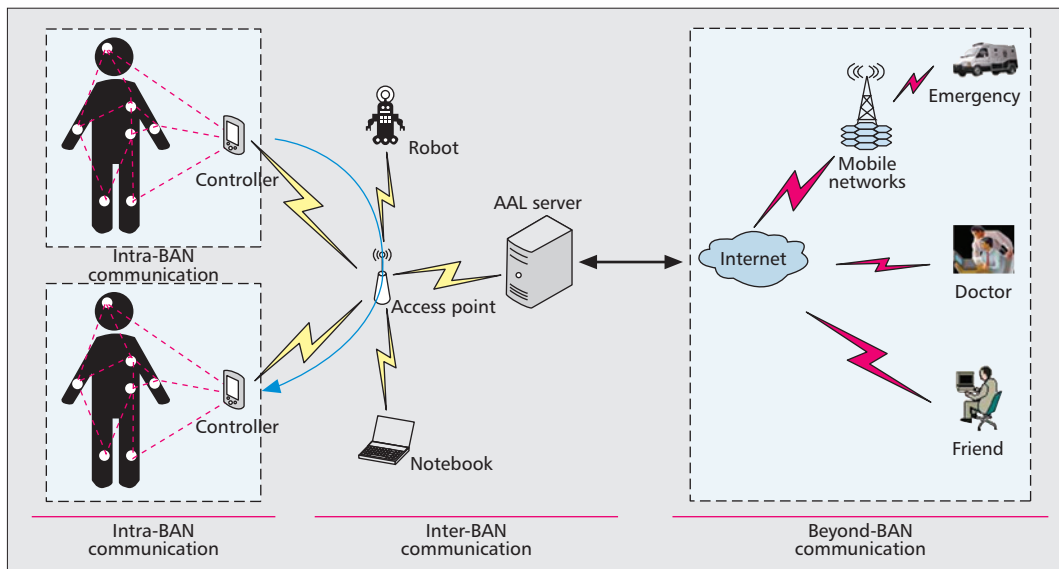 Controller
Intra-BAN
communication
Controller
Intra-BAN
communication
Robot
Access point
Notebook
AAL server
Inter-BAN
communication
Emergency
Mobile
networks
Internet
Doctor
Friend
Beyond-BAN
communication